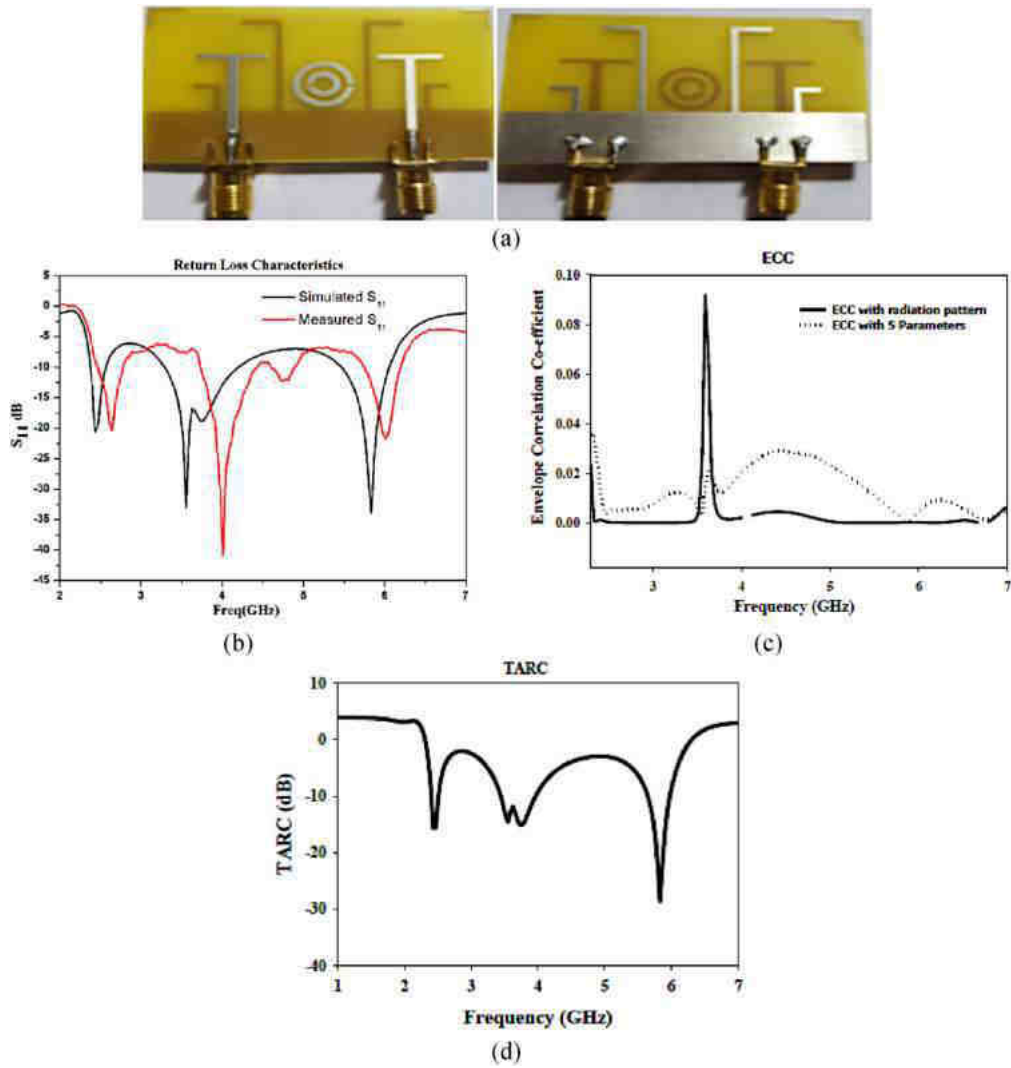 (a)
Return Loss Characteristics
Simulated S₁₁
Measured S₁₁
S₁₁ dB
5
0
-5
-10
-15
-20
-25
-30
-35
-40
-45
2
3
4
5
6
7
Freq(GHz)
(b)
ECC
ECC with radiation pattern
ECC with S Parameters
Envelope Correlation Co-efficient
0.10
0.08
0.06
0.04
0.02
0.00
3
4
5
6
7
Frequency (GHz)
(c)
TARC
TARC (dB)
10
0
-10
-20
-30
-40
1
2
3
4
5
6
7
Frequency (GHz)
(d)